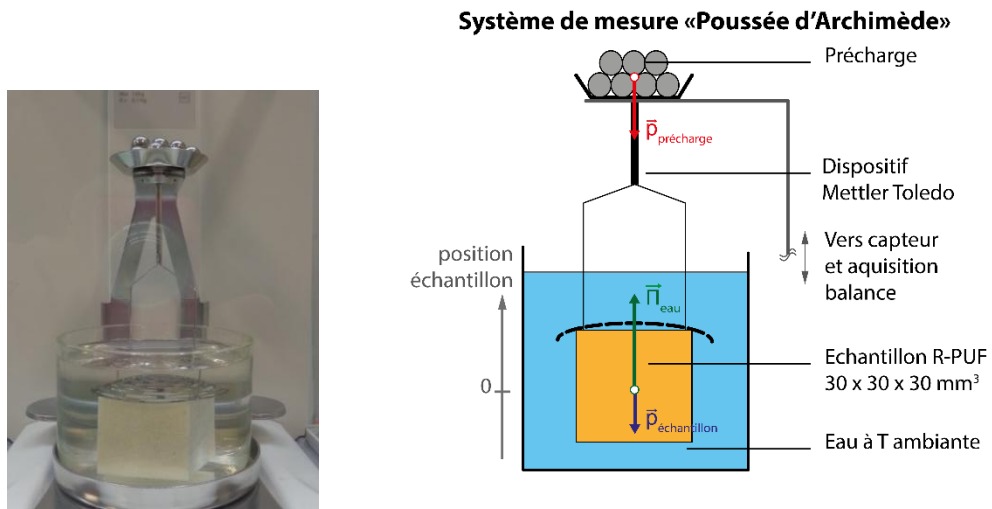 Système de mesure «Poussée d’Archimède»
Précharge
p⃗ précharge
Dispositif
Mettler Toledo
position
échantillon
Vers capteur
et aquisition
balance
Π⃗ eau
Echantillon R-PUF
30 x 30 x 30 mm³
0
p⃗ échantillon
Eau à T ambiante